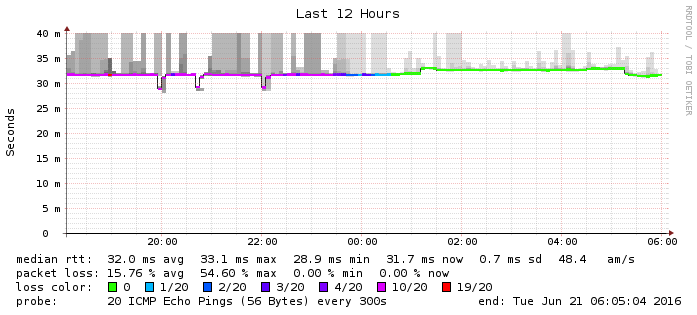 Last 12 Hours
RRDTOOL / TOBI OETIKER
Seconds
40 m
35 m
30 m
25 m
20 m
15 m
10 m
5 m
0
20:00 22:00 00:00 02:00 04:00 06:00
median rtt: 32.0 ms avg 33.1 ms max 28.9 ms min 31.7 ms now 0.7 ms sd 48.4 am/s
packet loss: 15.76 % avg 54.60 % max 0.00 % min 0.00 % now
loss color: 0 1/20 2/20 3/20 4/20 10/20 19/20
probe: 20 ICMP Echo Pings (56 Bytes) every 300s end: Tue Jun 21 06:05:04 2016